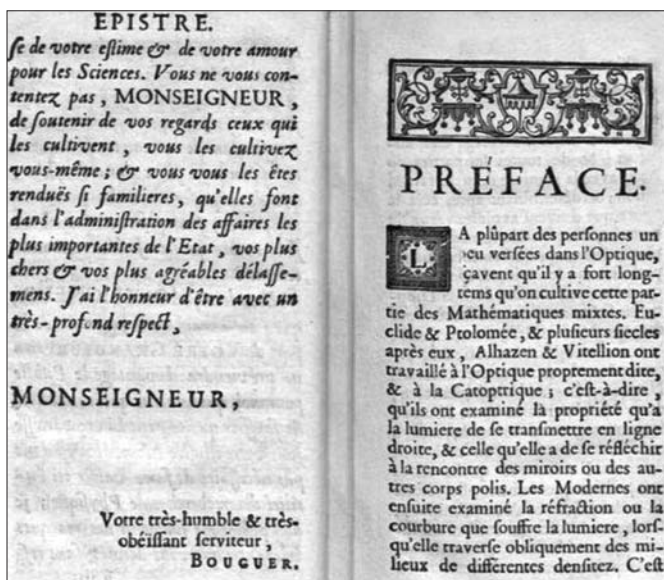 EPISTRE.
ſe de votre eſtime & de votre amour
pour les Sciences. Vous ne vous con-
tentez pas, MONSEIGNEUR,
de ſoutenir de vos regards ceux qui
les cultivent, vous les cultivez
vous-même; & vous vous les êtes
renduës ſi familieres, qu'elles font
dans l'adminiſtration des affaires les
plus importantes de l'Etat, vos plus
chers & vos plus agréables délaſſe-
mens. J'ai l'honneur d'être avec un
très-profond reſpect,
MONSEIGNEUR,
Votre très-humble & très-
obéiſſant ſerviteur,
BOUGUER.
PREFACE.
LA plûpart des perſonnes un
peu verſées dans l'Optique,
ſçavent qu'il y a fort long-
tems qu'on cultive cette par-
tie des Mathématiques mixtes. Eu-
clide & Ptolomée, & pluſieurs ſiecles
après eux, Alhazen & Vitellion ont
travaillé à l'Optique proprement dite,
& à la Catoptrique; c'eſt-à-dire,
qu'ils ont examiné la propriété qu'a
la lumiere de ſe tranſmettre en ligne
droite, & celle qu'elle a de ſe réfléchir
à la rencontre des miroirs ou des au-
tres corps polis. Les Modernes ont
enſuite examiné la réfraction ou la
courbure que ſouffre la lumiere, lorſ-
qu'elle traverſe obliquement des mi-
lieux de différentes denſitez. C'eſt